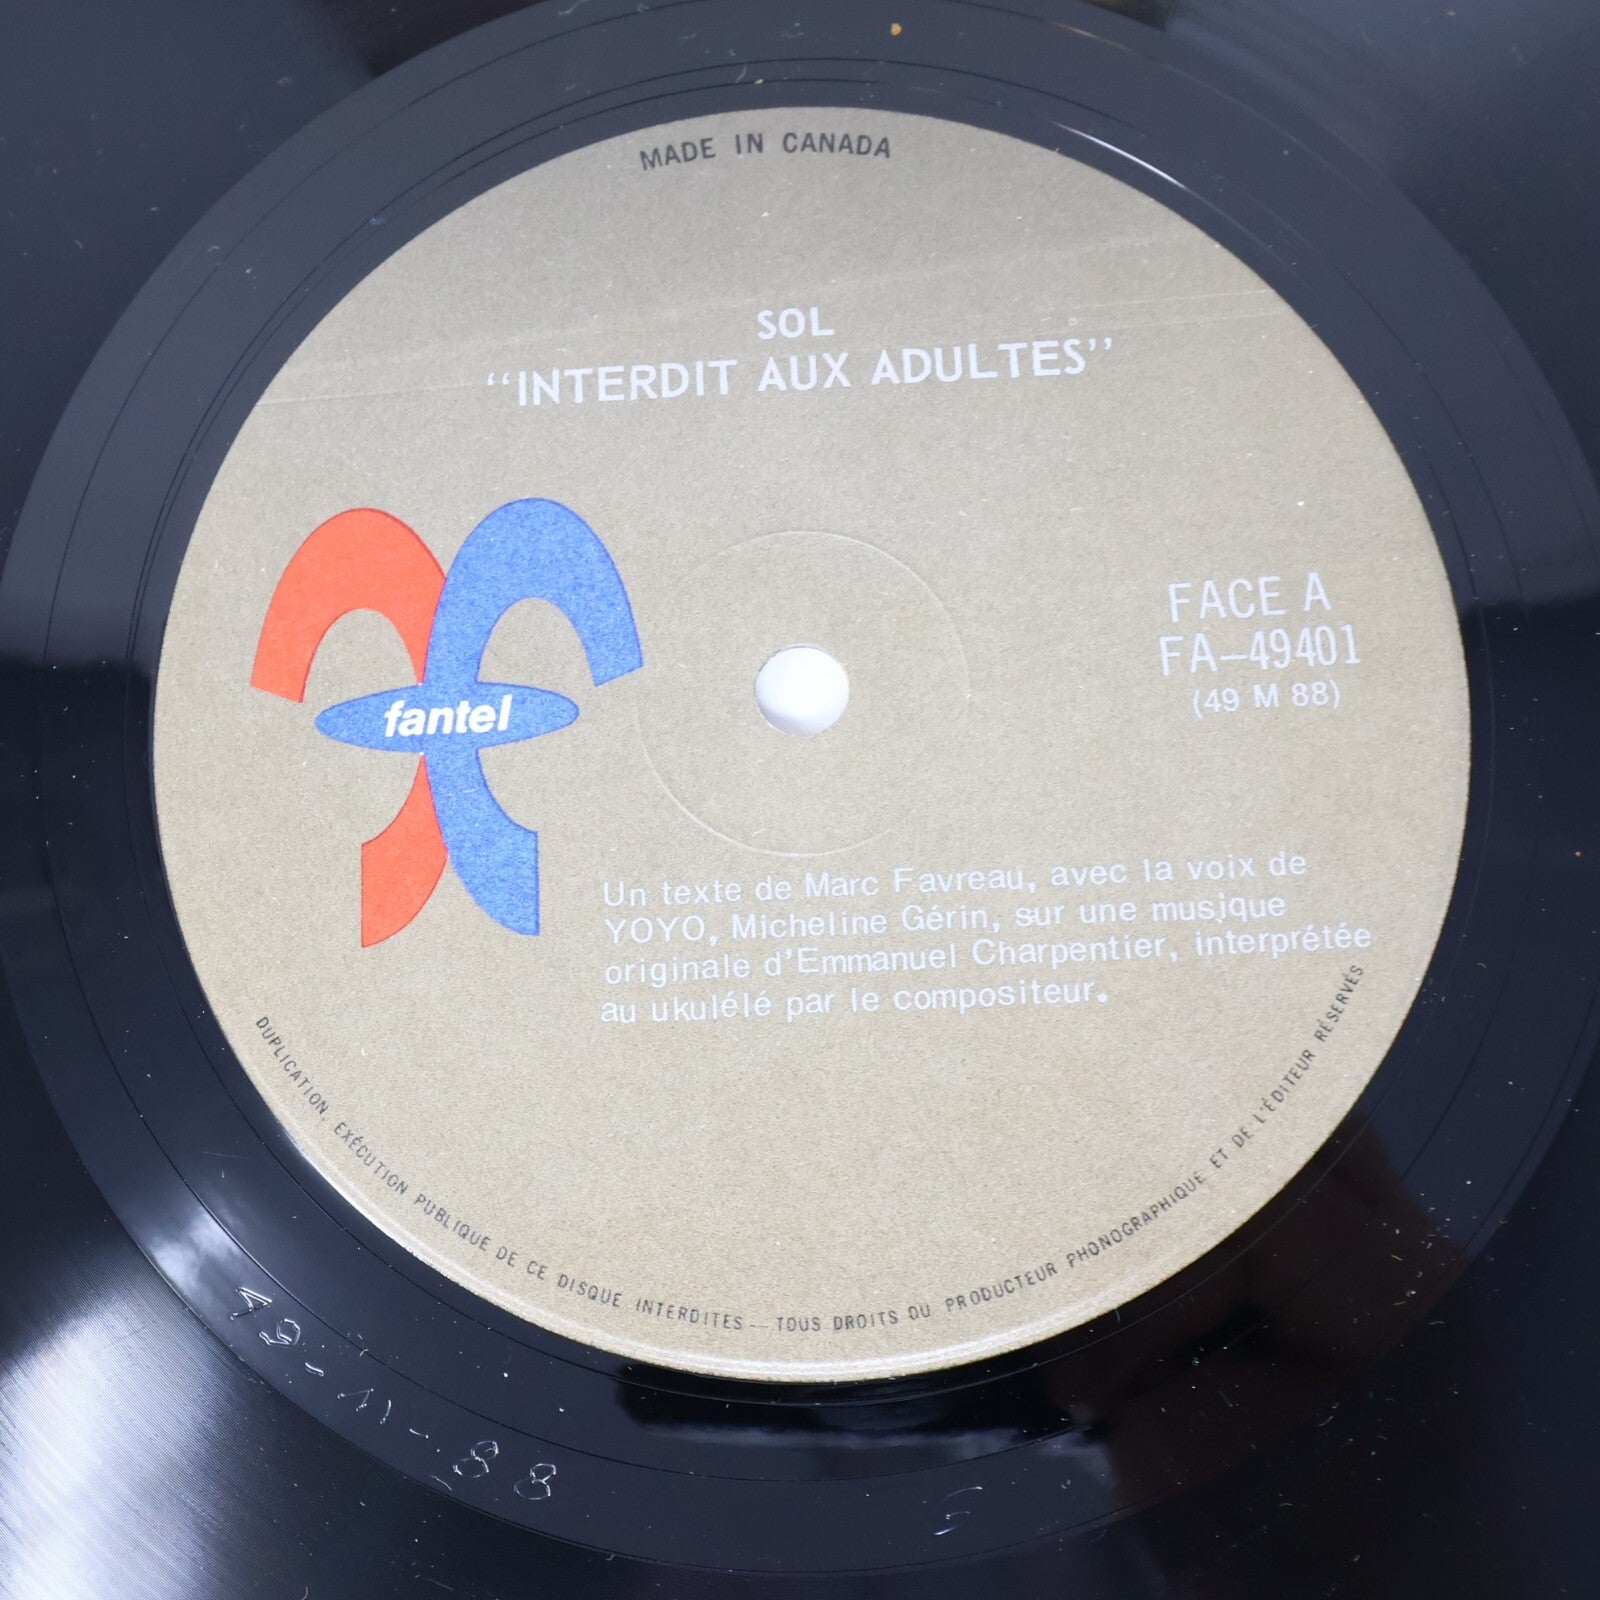 MADE IN CANADA
SOL
“INTERDIT AUX ADULTES”
fantel
FACE A
FA-49401
(49 M 88)
Un texte de Marc Favreau, avec la voix de
YOYO, Micheline Gérin, sur une musique
originale d'Emmanuel Charpentier, interprétée
au ukulélé par le compositeur.
DUPLICATION, EXÉCUTION PUBLIQUE DE CE DISQUE INTERDITES — TOUS DROITS DU PRODUCTEUR PHONOGRAPHIQUE ET DE L'ÉDITEUR RÉSERVÉS
49-M-88